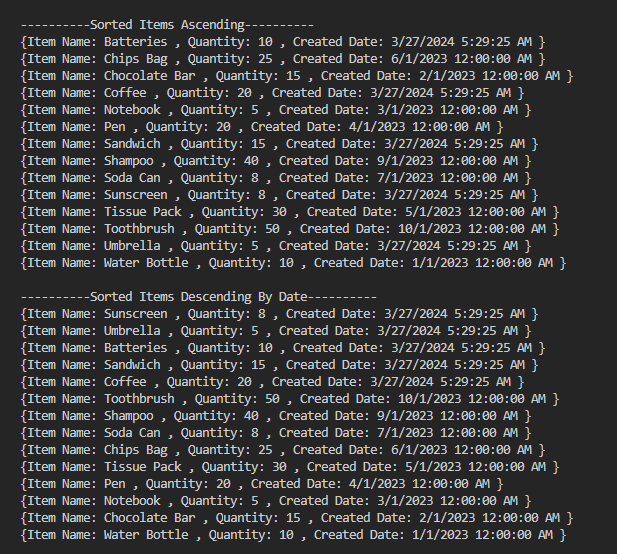 ----------Sorted Items Ascending----------
{Item Name: Batteries , Quantity: 10 , Created Date: 3/27/2024 5:29:25 AM }
{Item Name: Chips Bag , Quantity: 25 , Created Date: 6/1/2023 12:00:00 AM }
{Item Name: Chocolate Bar , Quantity: 15 , Created Date: 2/1/2023 12:00:00 AM }
{Item Name: Coffee , Quantity: 20 , Created Date: 3/27/2024 5:29:25 AM }
{Item Name: Notebook , Quantity: 5 , Created Date: 3/1/2023 12:00:00 AM }
{Item Name: Pen , Quantity: 20 , Created Date: 4/1/2023 12:00:00 AM }
{Item Name: Sandwich , Quantity: 15 , Created Date: 3/27/2024 5:29:25 AM }
{Item Name: Shampoo , Quantity: 40 , Created Date: 9/1/2023 12:00:00 AM }
{Item Name: Soda Can , Quantity: 8 , Created Date: 7/1/2023 12:00:00 AM }
{Item Name: Sunscreen , Quantity: 8 , Created Date: 3/27/2024 5:29:25 AM }
{Item Name: Tissue Pack , Quantity: 30 , Created Date: 5/1/2023 12:00:00 AM }
{Item Name: Toothbrush , Quantity: 50 , Created Date: 10/1/2023 12:00:00 AM }
{Item Name: Umbrella , Quantity: 5 , Created Date: 3/27/2024 5:29:25 AM }
{Item Name: Water Bottle , Quantity: 10 , Created Date: 1/1/2023 12:00:00 AM }
----------Sorted Items Descending By Date----------
{Item Name: Sunscreen , Quantity: 8 , Created Date: 3/27/2024 5:29:25 AM }
{Item Name: Umbrella , Quantity: 5 , Created Date: 3/27/2024 5:29:25 AM }
{Item Name: Batteries , Quantity: 10 , Created Date: 3/27/2024 5:29:25 AM }
{Item Name: Sandwich , Quantity: 15 , Created Date: 3/27/2024 5:29:25 AM }
{Item Name: Coffee , Quantity: 20 , Created Date: 3/27/2024 5:29:25 AM }
{Item Name: Toothbrush , Quantity: 50 , Created Date: 10/1/2023 12:00:00 AM }
{Item Name: Shampoo , Quantity: 40 , Created Date: 9/1/2023 12:00:00 AM }
{Item Name: Soda Can , Quantity: 8 , Created Date: 7/1/2023 12:00:00 AM }
{Item Name: Chips Bag , Quantity: 25 , Created Date: 6/1/2023 12:00:00 AM }
{Item Name: Tissue Pack , Quantity: 30 , Created Date: 5/1/2023 12:00:00 AM }
{Item Name: Pen , Quantity: 20 , Created Date: 4/1/2023 12:00:00 AM }
{Item Name: Notebook , Quantity: 5 , Created Date: 3/1/2023 12:00:00 AM }
{Item Name: Chocolate Bar , Quantity: 15 , Created Date: 2/1/2023 12:00:00 AM }
{Item Name: Water Bottle , Quantity: 10 , Created Date: 1/1/2023 12:00:00 AM }